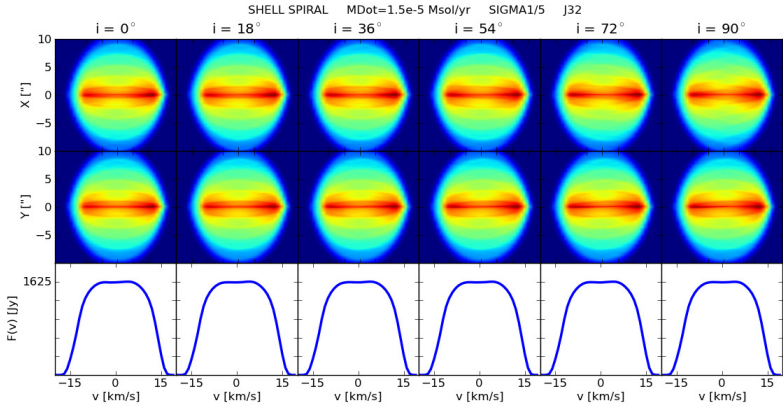 SHELL SPIRAL MDot=1.5e-5 Msol/yr SIGMA1/5 J32
i = 0° i = 18° i = 36° i = 54° i = 72° i = 90°
10
5
X ["]
0
−5
10
5
Y ["]
0
−5
1625
F(v) [Jy]
−15 0 15 −15 0 15 −15 0 15 −15 0 15 −15 0 15 −15 0 15
v [km/s] v [km/s] v [km/s] v [km/s] v [km/s] v [km/s]